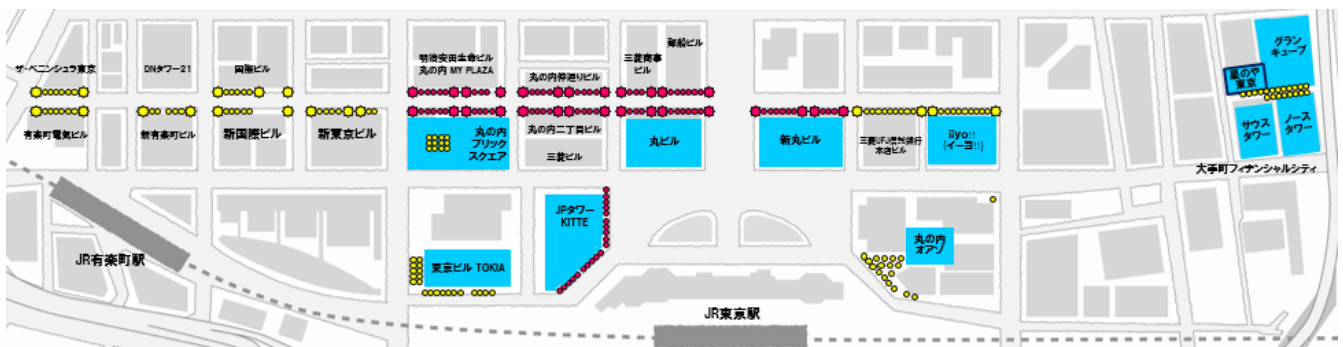 ザ・ペニンシュラ東京
DNタワー21
国際ビル
明治安田生命ビル
丸の内 MY PLAZA
丸の内仲通りビル
三菱商事
ビル
郵船ビル
グラン
キューブ
星のや
東京
有楽町電気ビル
新有楽町ビル
新国際ビル
新東京ビル
丸の内
ブリック
スクエア
丸の内二丁目ビル
三菱ビル
丸ビル
新丸ビル
三菱UFJ信託銀行
本店ビル
iiyo!!
(イーヨ!!)
サウス
タワー
ノース
タワー
大手町フィナンシャルシティ
JR有楽町駅
東京ビル TOKIA
JPタワー
KITTE
丸の内
オアゾ
JR東京駅